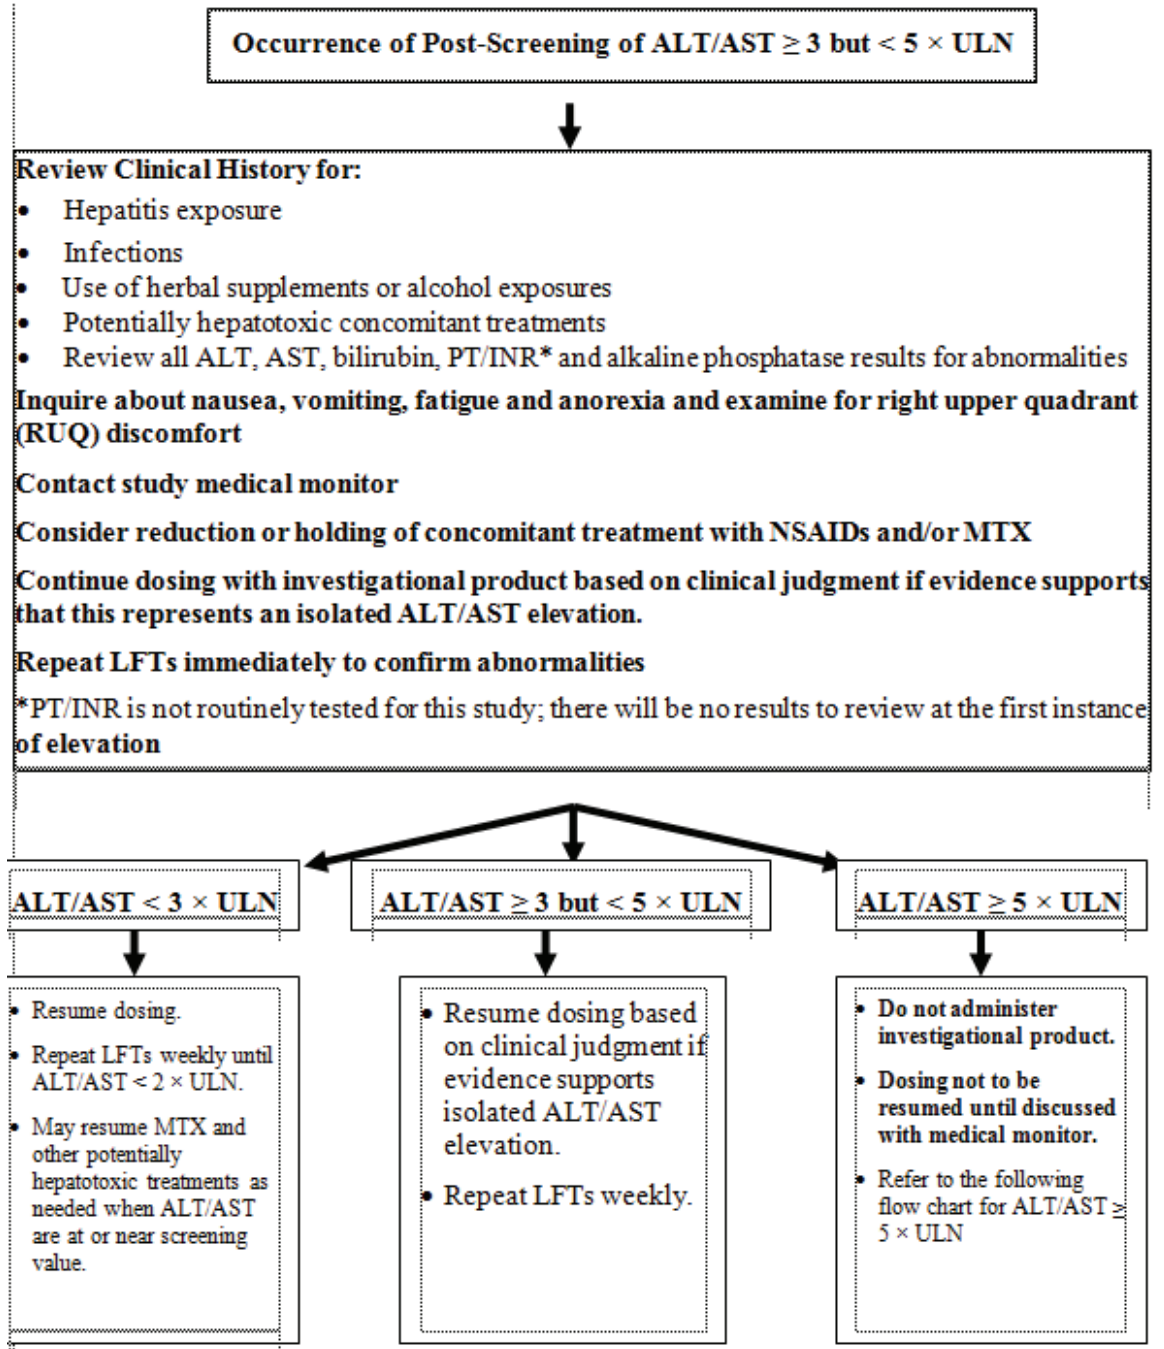 Occurrence of Post-Screening of ALT/AST ≥ 3 but < 5 × ULN
Review Clinical History for:
• Hepatitis exposure
• Infections
• Use of herbal supplements or alcohol exposures
• Potentially hepatotoxic concomitant treatments
• Review all ALT, AST, bilirubin, PT/INR* and alkaline phosphatase results for abnormalities
Inquire about nausea, vomiting, fatigue and anorexia and examine for right upper quadrant
(RUQ) discomfort
Contact study medical monitor
Consider reduction or holding of concomitant treatment with NSAIDs and/or MTX
Continue dosing with investigational product based on clinical judgment if evidence supports
that this represents an isolated ALT/AST elevation.
Repeat LFTs immediately to confirm abnormalities
*PT/INR is not routinely tested for this study; there will be no results to review at the first instance
of elevation
ALT/AST < 3 × ULN
• Resume dosing.
• Repeat LFTs weekly until
ALT/AST < 2 × ULN.
• May resume MTX and
other potentially
hepatotoxic treatments as
needed when ALT/AST
are at or near screening
value.
ALT/AST ≥ 3 but < 5 × ULN
• Resume dosing based
on clinical judgment if
evidence supports
isolated ALT/AST
elevation.
• Repeat LFTs weekly.
ALT/AST ≥ 5 × ULN
• Do not administer
investigational product.
• Dosing not to be
resumed until discussed
with medical monitor.
• Refer to the following
flow chart for ALT/AST ≥
5 × ULN